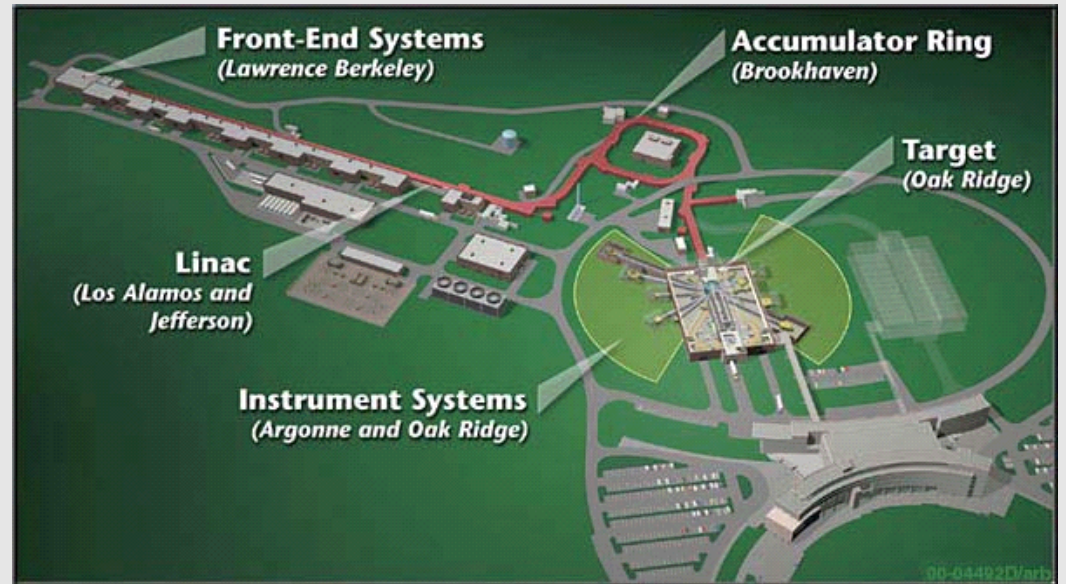 Front-End Systems
(Lawrence Berkeley)
Accumulator Ring
(Brookhaven)
Target
(Oak Ridge)
Linac
(Los Alamos and
Jefferson)
Instrument Systems
(Argonne and Oak Ridge)
00-04492D/arb